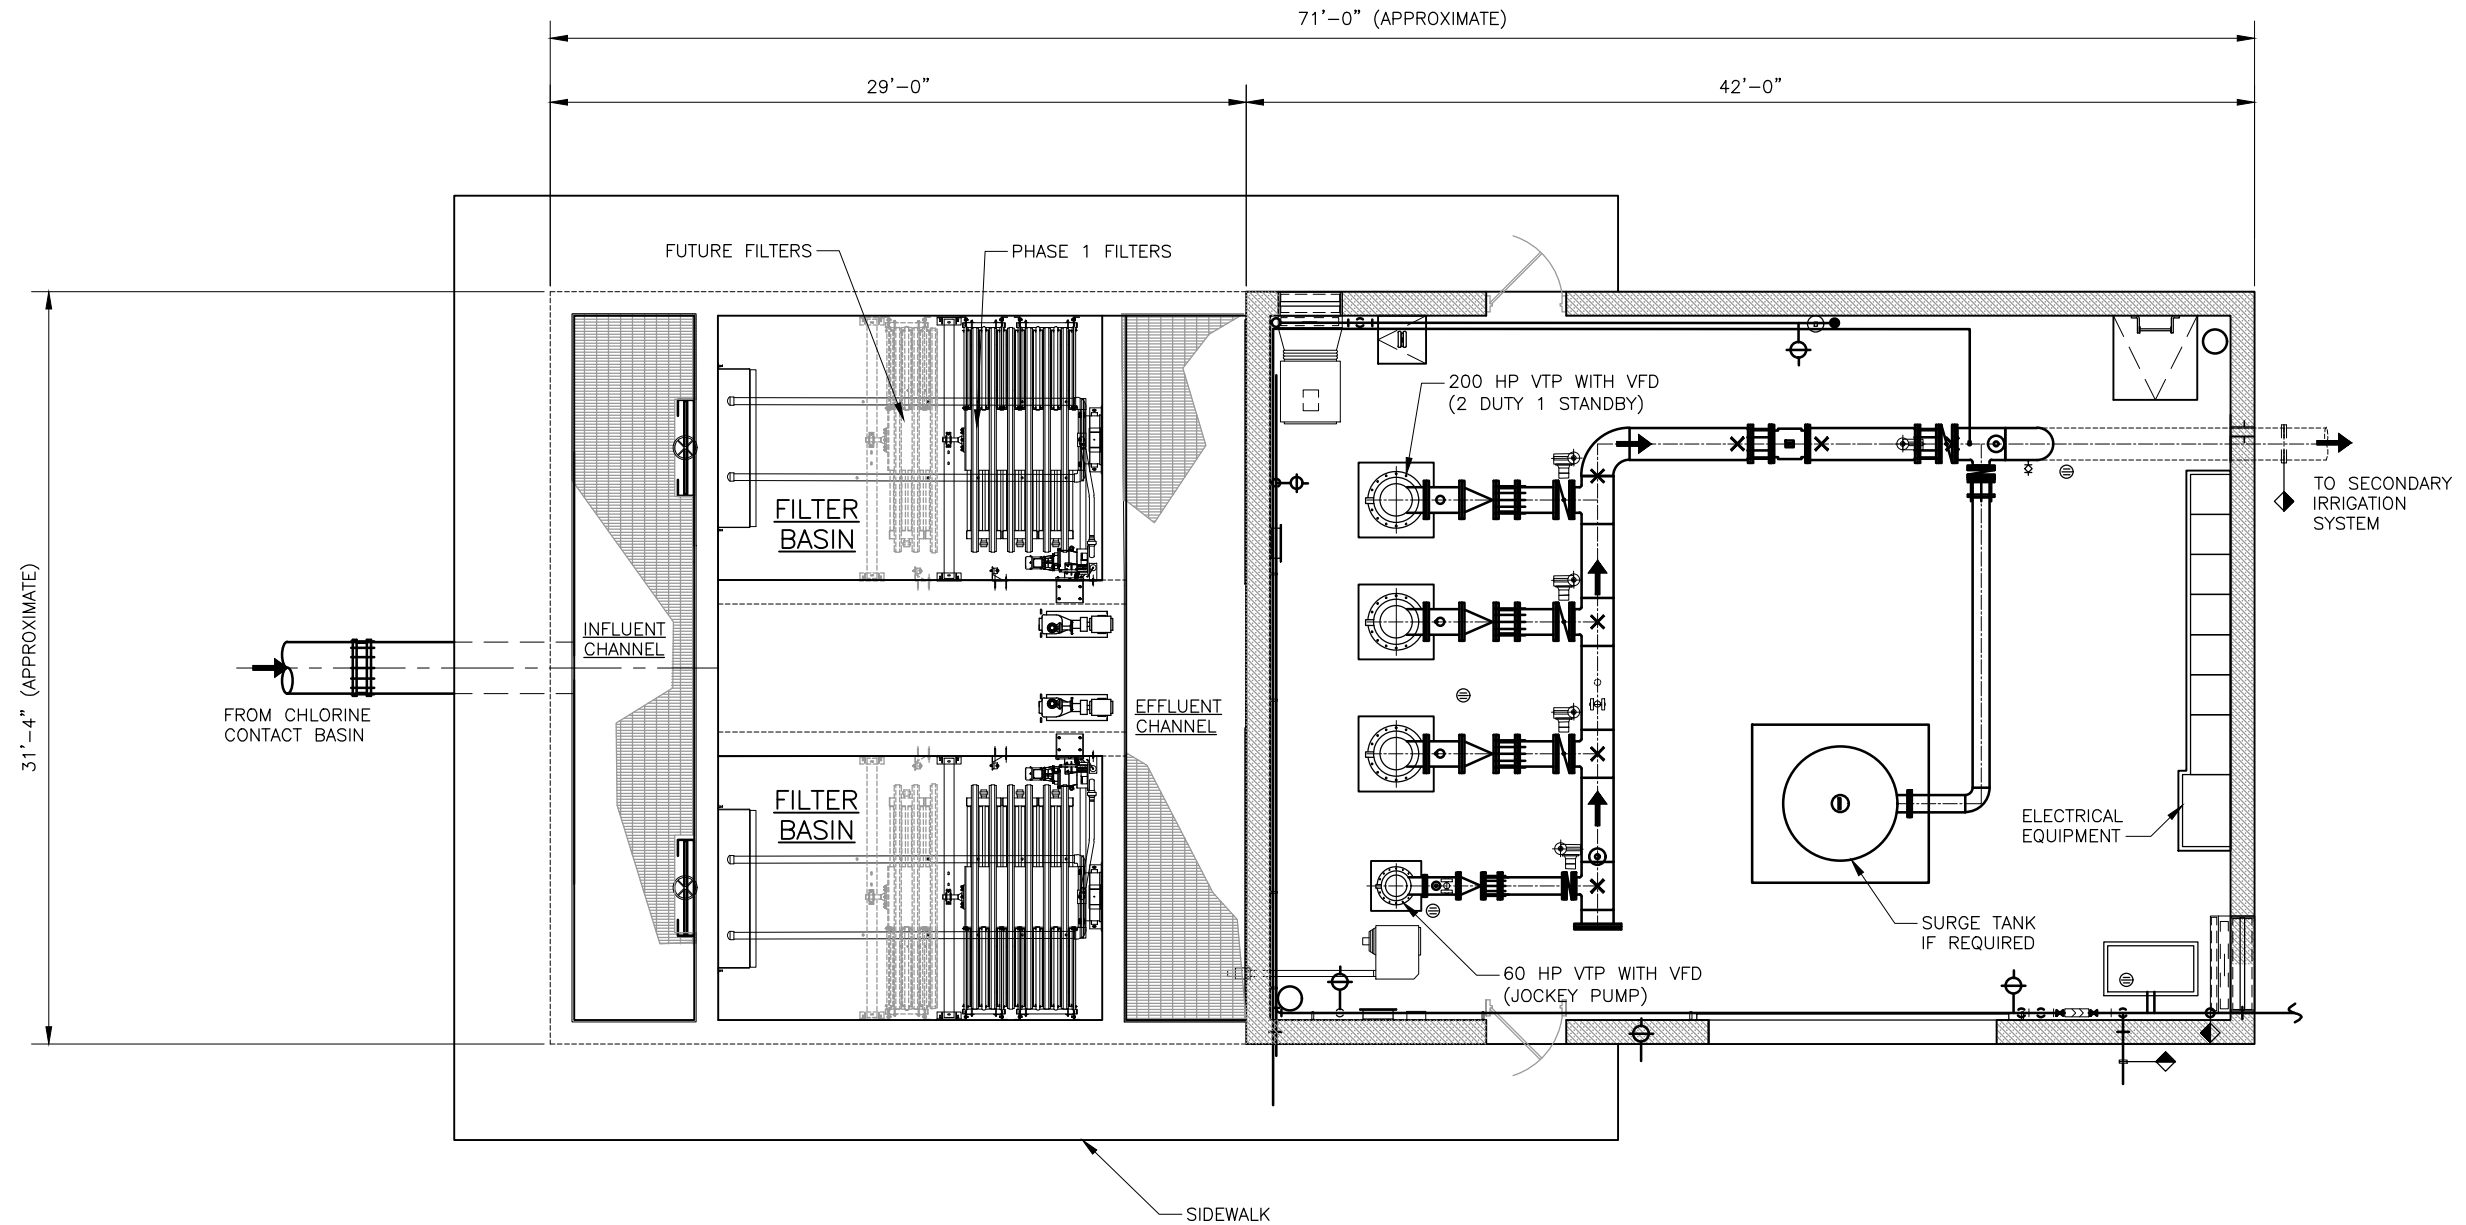 71'-0" (APPROXIMATE)
29'-0"
42'-0"
FUTURE FILTERS
PHASE 1 FILTERS
200 HP VTP WITH VFD
(2 DUTY 1 STANDBY)
TO SECONDARY
IRRIGATION
SYSTEM
FILTER
BASIN
INFLUENT
CHANNEL
31'-4" (APPROXIMATE)
FROM CHLORINE
CONTACT BASIN
EFFLUENT
CHANNEL
FILTER
BASIN
ELECTRICAL
EQUIPMENT
SURGE TANK
IF REQUIRED
60 HP VTP WITH VFD
(JOCKEY PUMP)
SIDEWALK